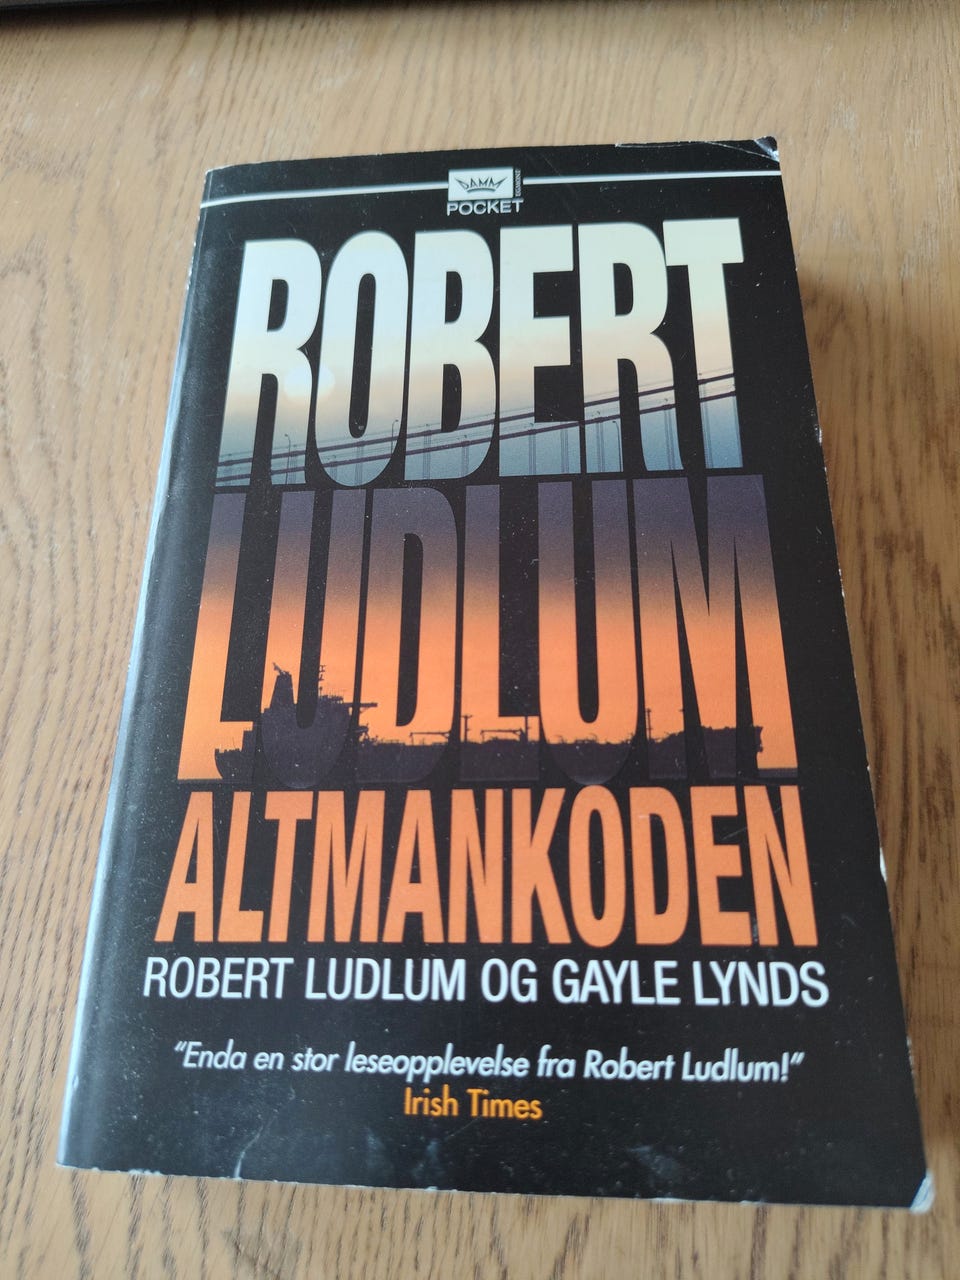 DAMM
EGMONT
POCKET
ROBERT
LUDLUM
ALTMANKODEN
ROBERT LUDLUM OG GAYLE LYNDS
“Enda en stor leseopplevelse fra Robert Ludlum!”
Irish Times